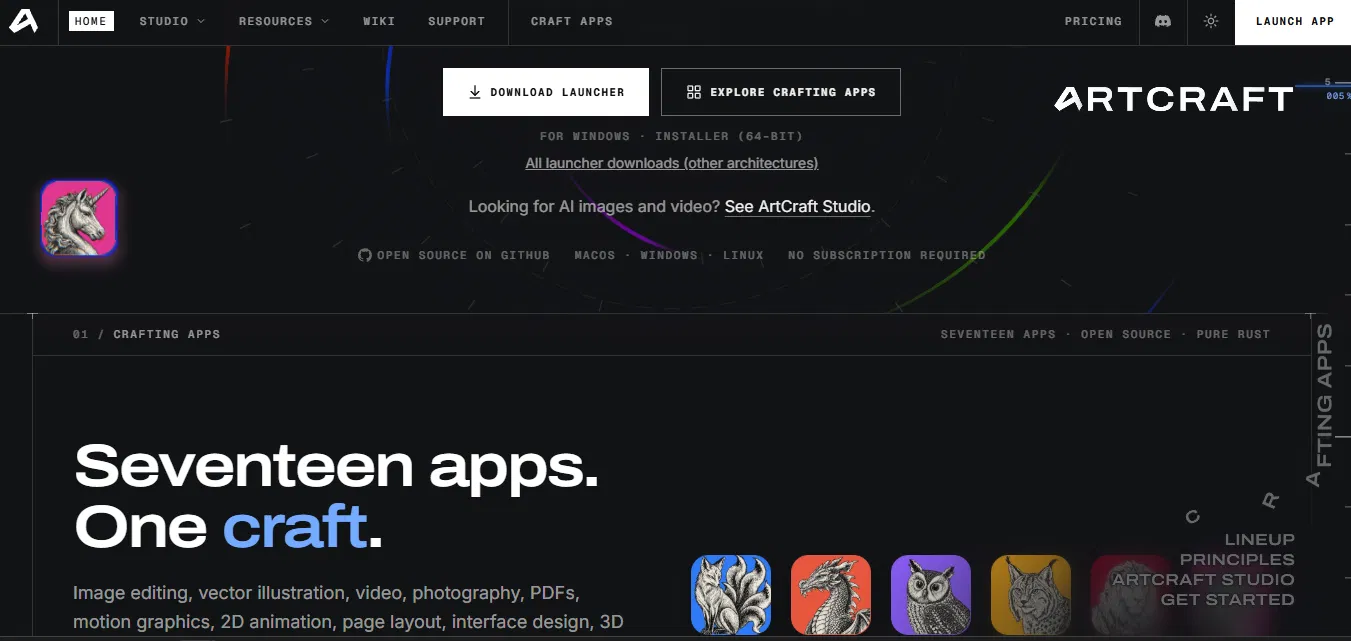 HOME
STUDIO
RESOURCES
WIKI
SUPPORT
CRAFT APPS
PRICING
LAUNCH APP
DOWNLOAD LAUNCHER
EXPLORE CRAFTING APPS
ARTCRAFT
5
005%
FOR WINDOWS · INSTALLER (64-BIT)
All launcher downloads (other architectures)
Looking for AI images and video? See ArtCraft Studio.
OPEN SOURCE ON GITHUB
MACOS · WINDOWS · LINUX
NO SUBSCRIPTION REQUIRED
01 / CRAFTING APPS
SEVENTEEN APPS · OPEN SOURCE · PURE RUST
CRAFTING APPS
Seventeen apps.
One craft.
Image editing, vector illustration, video, photography, PDFs,
motion graphics, 2D animation, page layout, interface design, 3D
LINEUP
PRINCIPLES
ARTCRAFT STUDIO
GET STARTED